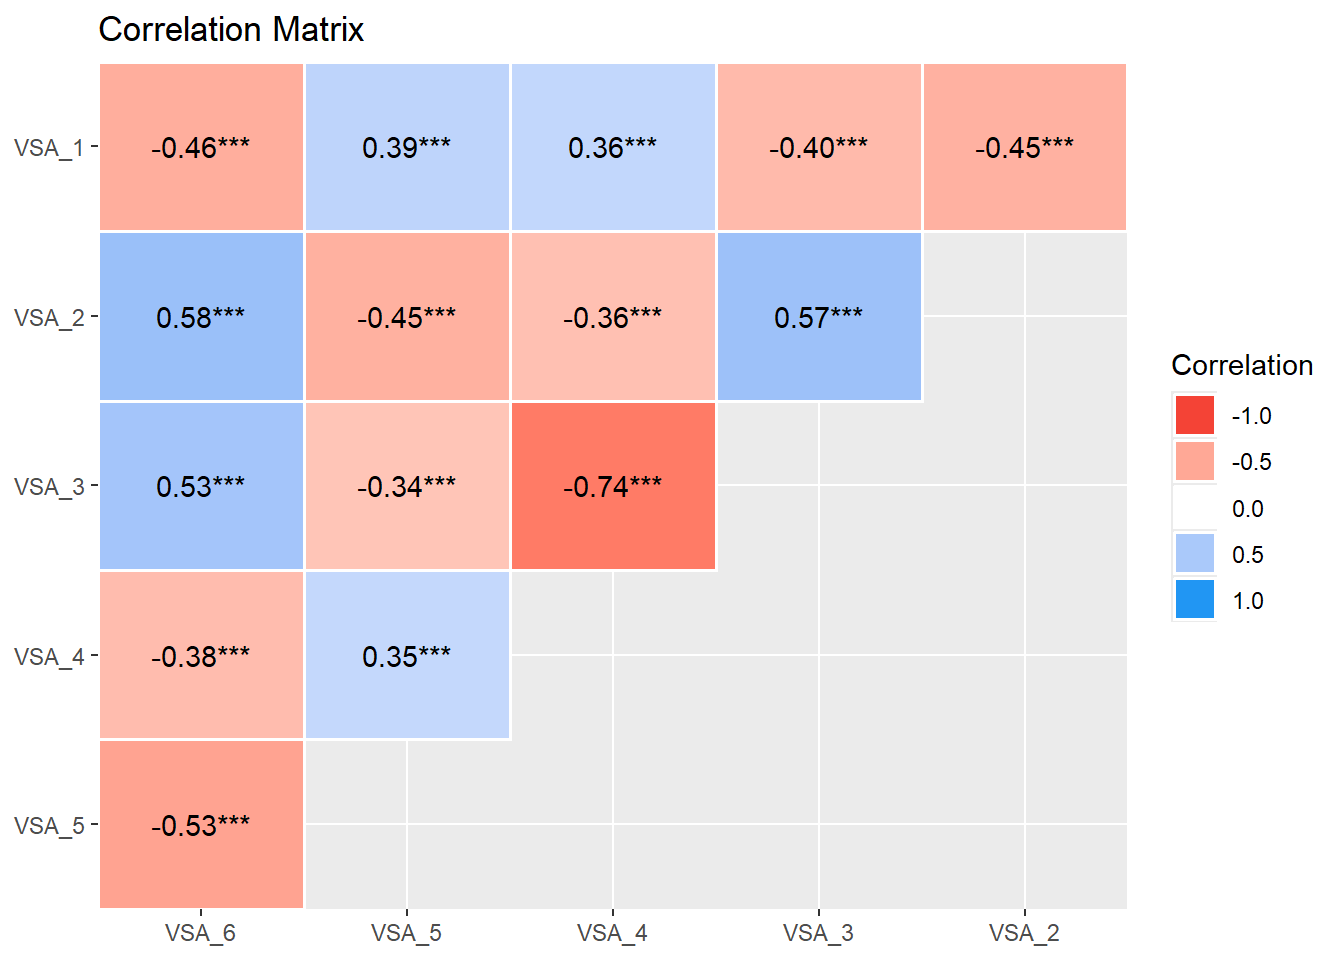 Correlation Matrix
VSA_1 -0.46*** 0.39*** 0.36*** -0.40*** -0.45***
VSA_2 0.58*** -0.45*** -0.36*** 0.57***
VSA_3 0.53*** -0.34*** -0.74***
VSA_4 -0.38*** 0.35***
VSA_5 -0.53***
VSA_6 VSA_5 VSA_4 VSA_3 VSA_2
Correlation
-1.0
-0.5
0.0
0.5
1.0